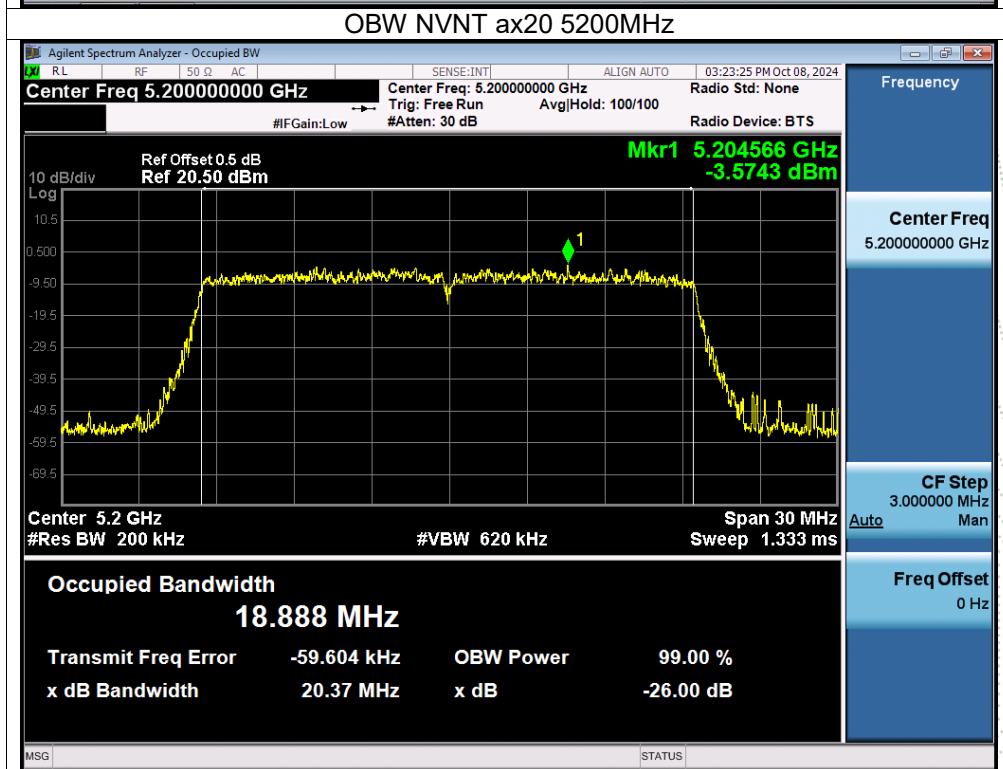 OBW NVNT ax20 5200MHz
Agilent Spectrum Analyzer - Occupied BW
LXI RL RF 50 Ω AC SENSE:INT ALIGN AUTO 03:23:25 PM Oct 08, 2024
Center Freq 5.200000000 GHz
Center Freq: 5.200000000 GHz Radio Std: None
Trig: Free Run Avg|Hold: 100/100
#IFGain:Low #Atten: 30 dB Radio Device: BTS
Mkr1 5.204566 GHz
-3.5743 dBm
Ref Offset 0.5 dB
10 dB/div Ref 20.50 dBm
Log
10.5
0.500
-9.50
-19.5
-29.5
-39.5
-49.5
-59.5
-69.5
1
Center 5.2 GHz Span 30 MHz
#Res BW 200 kHz #VBW 620 kHz Sweep 1.333 ms
Occupied Bandwidth
18.888 MHz
Transmit Freq Error -59.604 kHz OBW Power 99.00 %
x dB Bandwidth 20.37 MHz x dB -26.00 dB
Frequency
Center Freq
5.200000000 GHz
CF Step
3.000000 MHz
Auto Man
Freq Offset
0 Hz
MSG STATUS